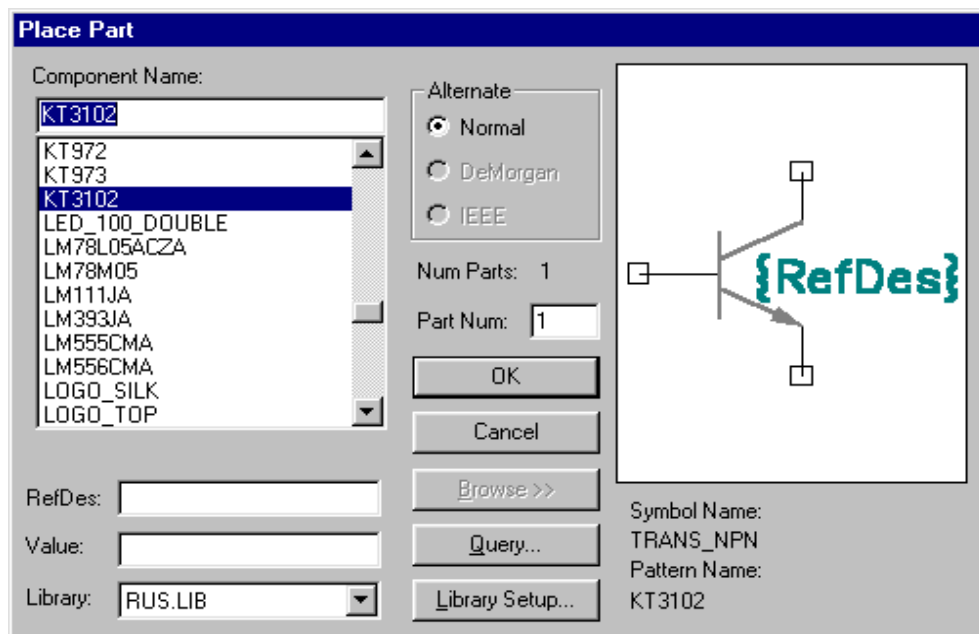 Place Part
Component Name:
KT3102
KT972
KT973
KT3102
LED_100_DOUBLE
LM78L05ACZA
LM78M05
LM111JA
LM393JA
LM555CMA
LM556CMA
LOGO_SILK
LOGO_TOP
RefDes:
Value:
Library: RUS.LIB
Alternate
Normal
DeMorgan
IEEE
Num Parts: 1
Part Num: 1
OK
Cancel
Browse >>
Query...
Library Setup...
{RefDes}
Symbol Name:
TRANS_NPN
Pattern Name:
KT3102